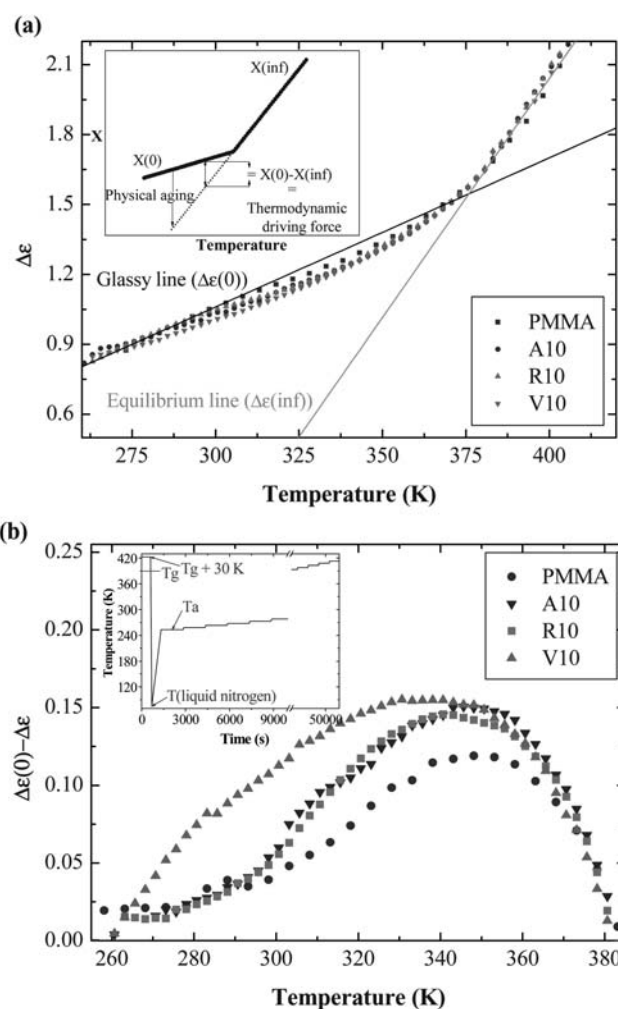 (a)
2.1
1.8
1.5
1.2
0.9
0.6
Δε
X(inf)
X
X(0)
= X(0)-X(inf)
Physical aging
=
Thermodynamic
driving force
Temperature
Glassy line (Δε(0))
Equilibrium line (Δε(inf))
PMMA
A10
R10
V10
275
300
325
350
375
400
Temperature (K)
(b)
0.25
0.20
0.15
0.10
0.05
0.00
Δε(0)−Δε
420
360
300
240
180
120
Temperature (K)
Tg
Tg + 30 K
Ta
T(liquid nitrogen)
0
3000
6000
9000
50000
Time (s)
PMMA
A10
R10
V10
260
280
300
320
340
360
380
Temperature (K)